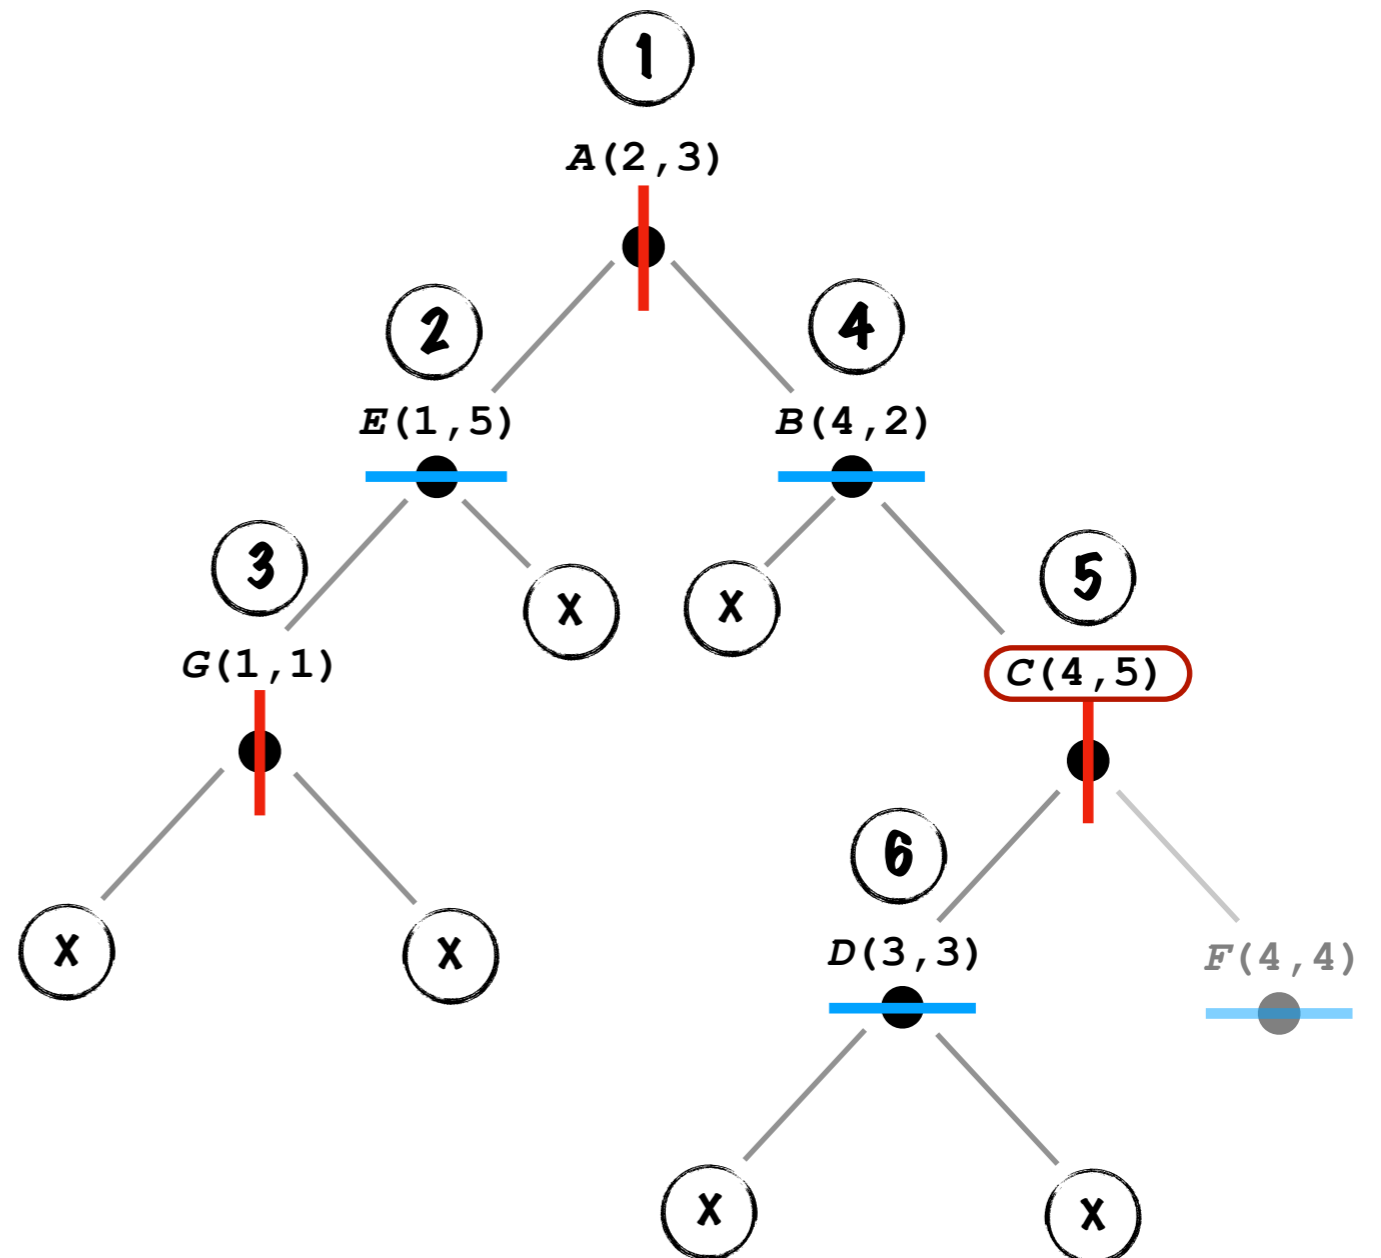 1
A(2,3)
2
4
E(1,5)
B(4,2)
3
X
X
5
G(1,1)
C(4,5)
6
X
X
D(3,3)
F(4,4)
X
X